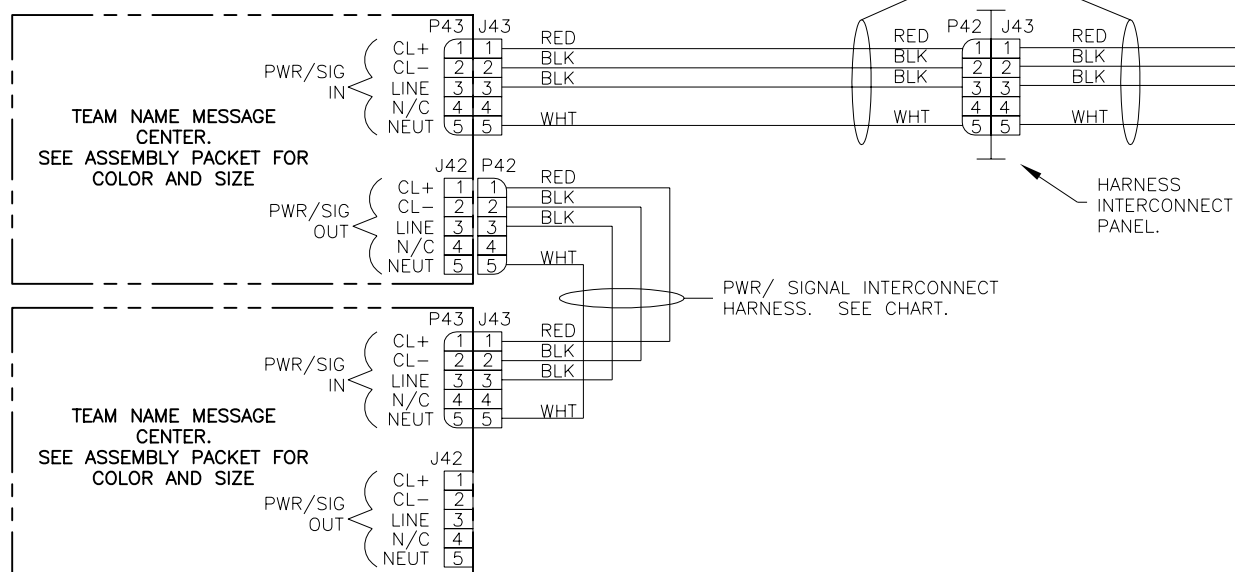 P43 J43
CL+ 1 1 RED
CL− 2 2 BLK
LINE 3 3 BLK
N/C 4 4
NEUT 5 5 WHT
PWR/SIG
IN
P42 J43
RED 1 1 RED
BLK 2 2 BLK
BLK 3 3 BLK
4 4
WHT 5 5 WHT
HARNESS
INTERCONNECT
PANEL.
TEAM NAME MESSAGE
CENTER.
SEE ASSEMBLY PACKET FOR
COLOR AND SIZE
J42 P42
CL+ 1 1 RED
CL− 2 2 BLK
LINE 3 3 BLK
N/C 4 4
NEUT 5 5 WHT
PWR/SIG
OUT
PWR/ SIGNAL INTERCONNECT
HARNESS. SEE CHART.
P43 J43
CL+ 1 1 RED
CL− 2 2 BLK
LINE 3 3 BLK
N/C 4 4
NEUT 5 5 WHT
PWR/SIG
IN
TEAM NAME MESSAGE
CENTER.
SEE ASSEMBLY PACKET FOR
COLOR AND SIZE
J42
CL+ 1
CL− 2
LINE 3
N/C 4
NEUT 5
PWR/SIG
OUT